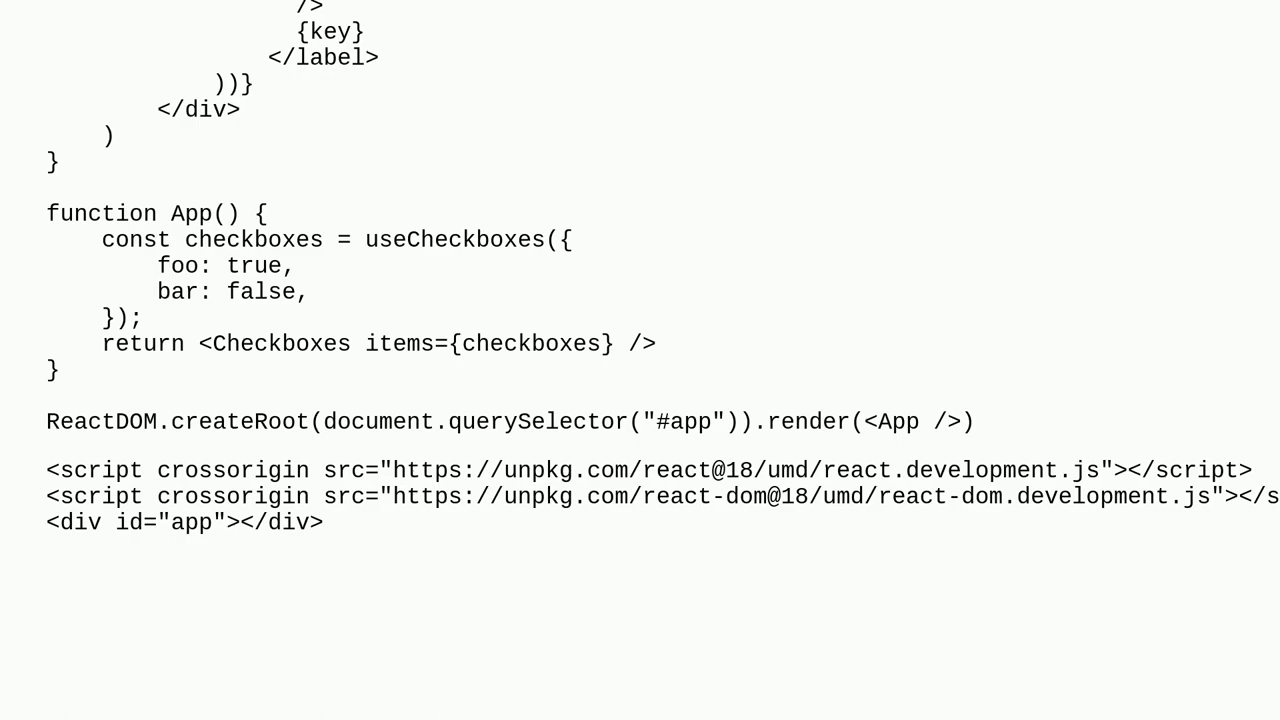 />
{key}
</label>
))}
</div>
)
}
function App() {
const checkboxes = useCheckboxes({
foo: true,
bar: false,
});
return <Checkboxes items={checkboxes} />
}
ReactDOM.createRoot(document.querySelector("#app")).render(<App />)
<script crossorigin src="https://unpkg.com/react@18/umd/react.development.js"></script>
<script crossorigin src="https://unpkg.com/react-dom@18/umd/react-dom.development.js"></s
<div id="app"></div>